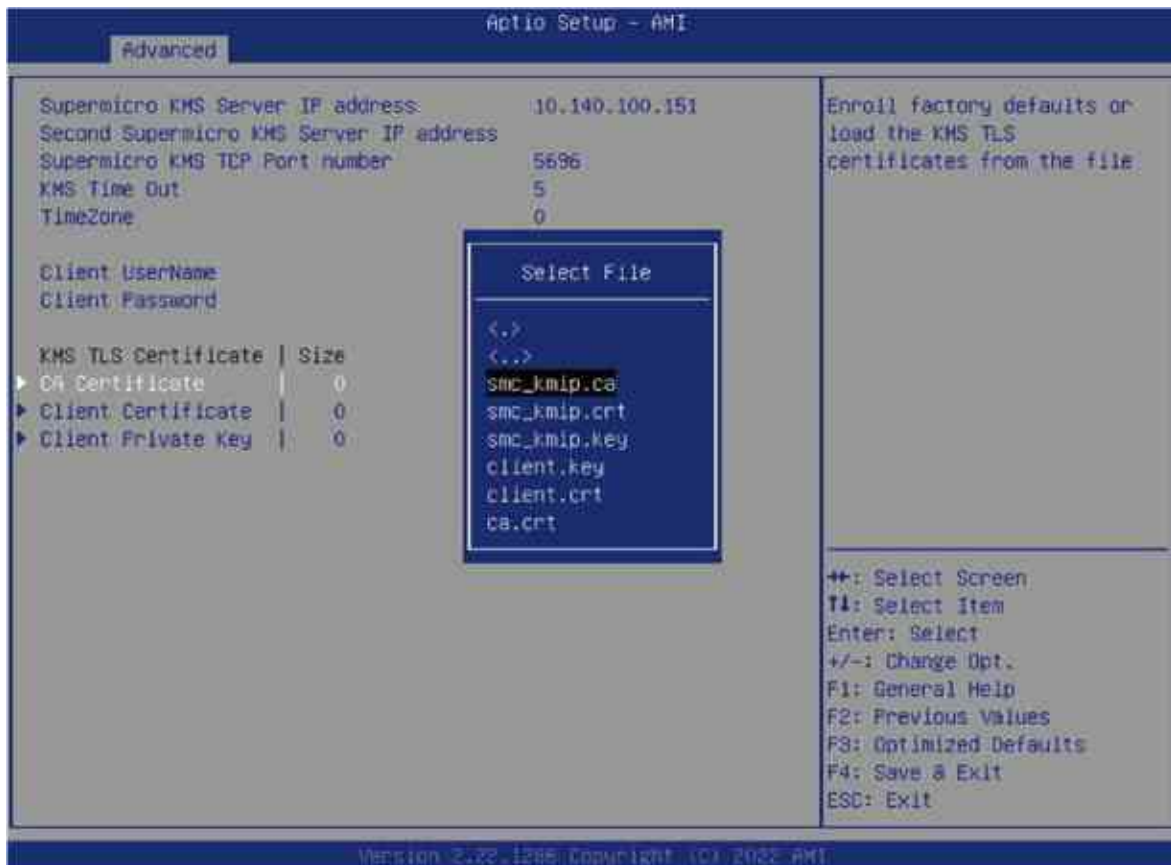 Aptio Setup - AMI
Advanced
Supermicro KMS Server IP address 10.140.100.151
Second Supermicro KMS Server IP address
Supermicro KMS TCP Port number 5696
KMS Time Out 5
TimeZone 0
Client UserName
Client Password
KMS TLS Certificate | Size
CA Certificate | 0
Client Certificate | 0
Client Private Key | 0
Select File
<.>
<..>
smc_kmip.ca
smc_kmip.crt
smc_kmip.key
client.key
client.crt
ca.crt
Enroll factory defaults or
load the KMS TLS
certificates from the file
→←: Select Screen
↑↓: Select Item
Enter: Select
+/-: Change Opt.
F1: General Help
F2: Previous Values
F3: Optimized Defaults
F4: Save & Exit
ESC: Exit
Version 2.22.1286 Copyright (C) 2022 AMI